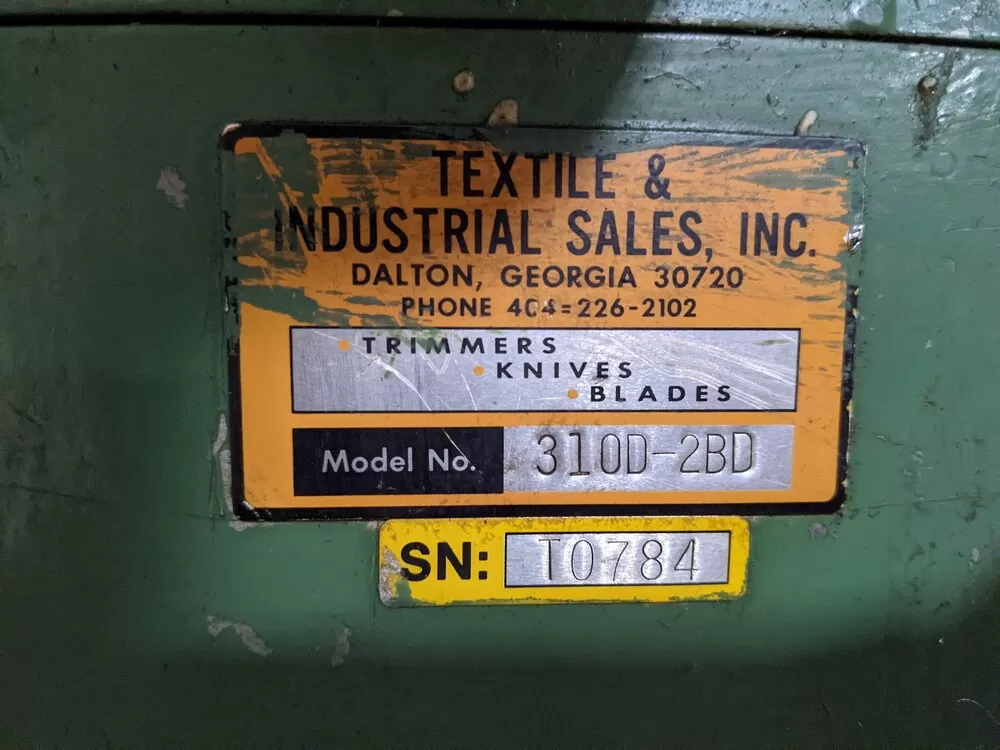 TEXTILE &
INDUSTRIAL SALES, INC.
DALTON, GEORGIA 30720
PHONE 404=226-2102
• TRIMMERS
• KNIVES
• BLADES
Model No. 310D-2BD
SN: T0784